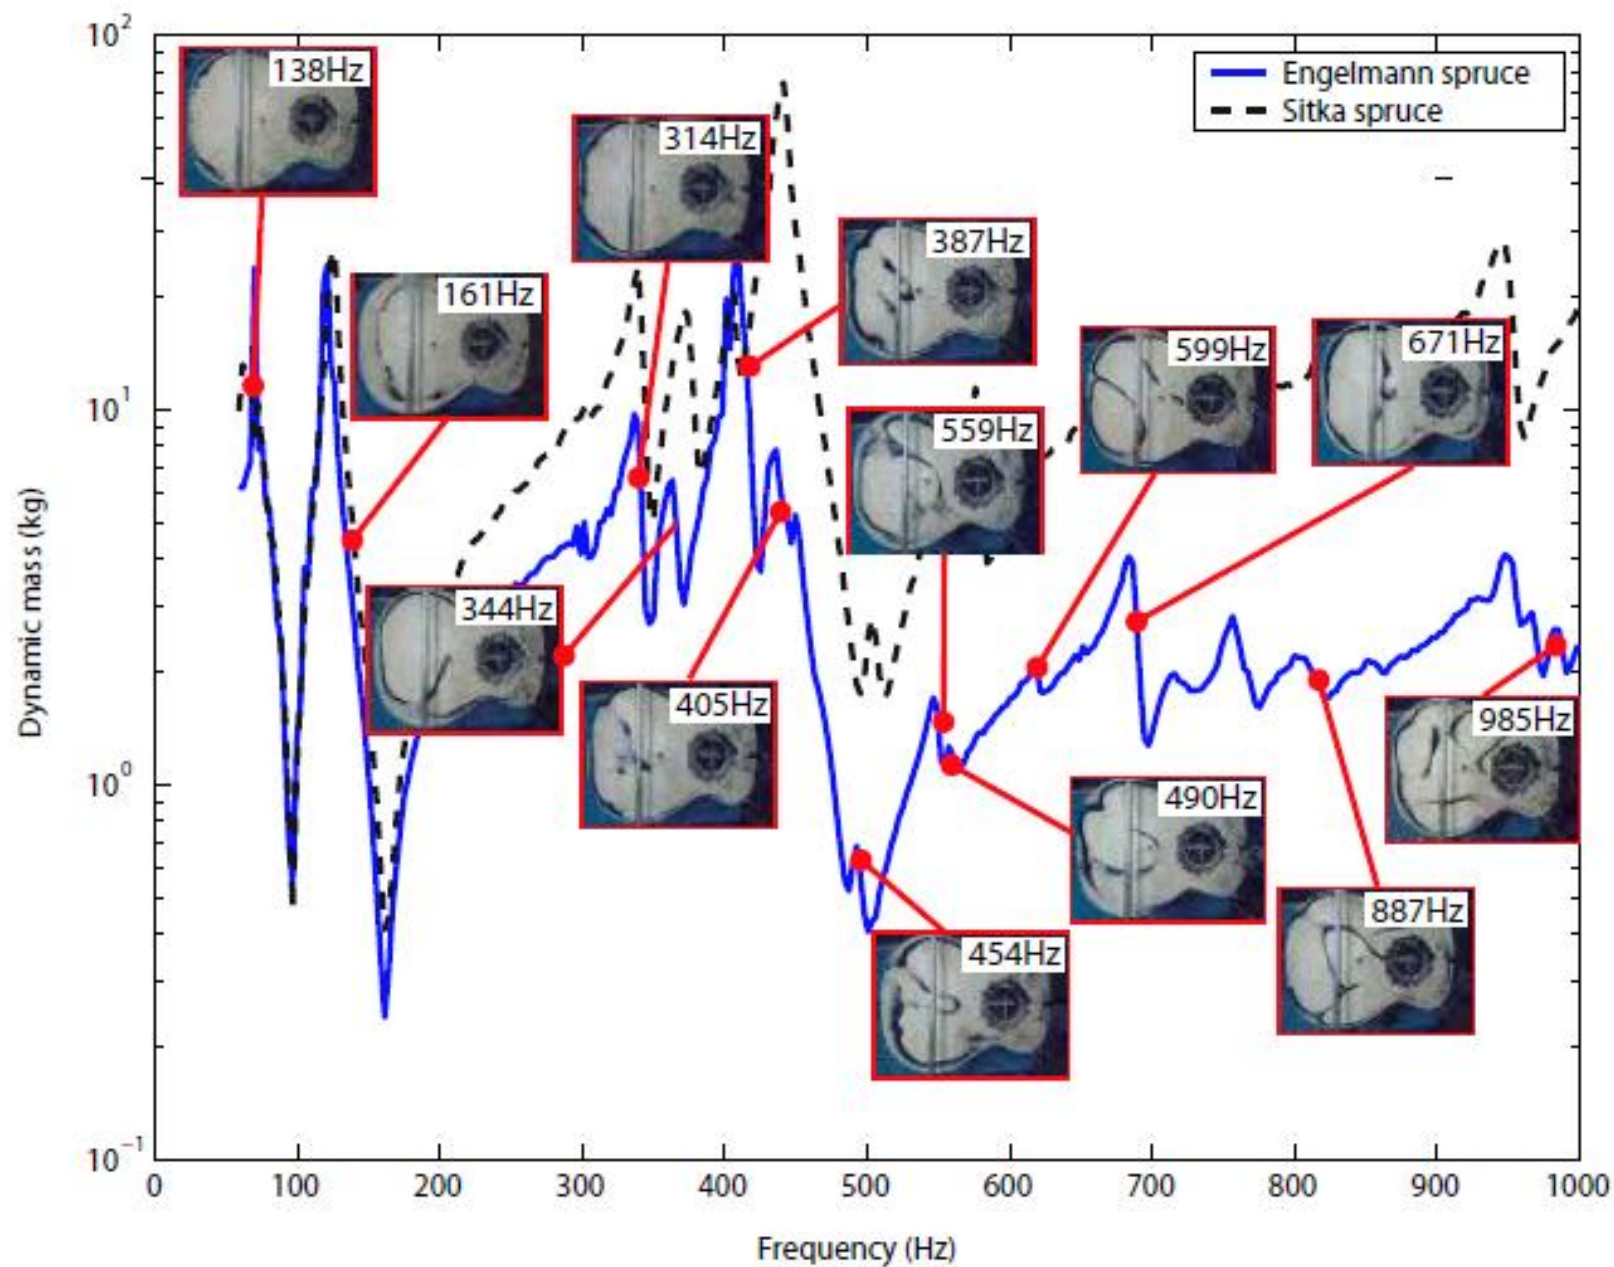 10²
138Hz
Engelmann spruce
Sitka spruce
314Hz
387Hz
161Hz
599Hz
671Hz
10¹
559Hz
Dynamic mass (kg)
344Hz
405Hz
985Hz
10⁰
490Hz
887Hz
454Hz
10⁻¹
0 100 200 300 400 500 600 700 800 900 1000
Frequency (Hz)